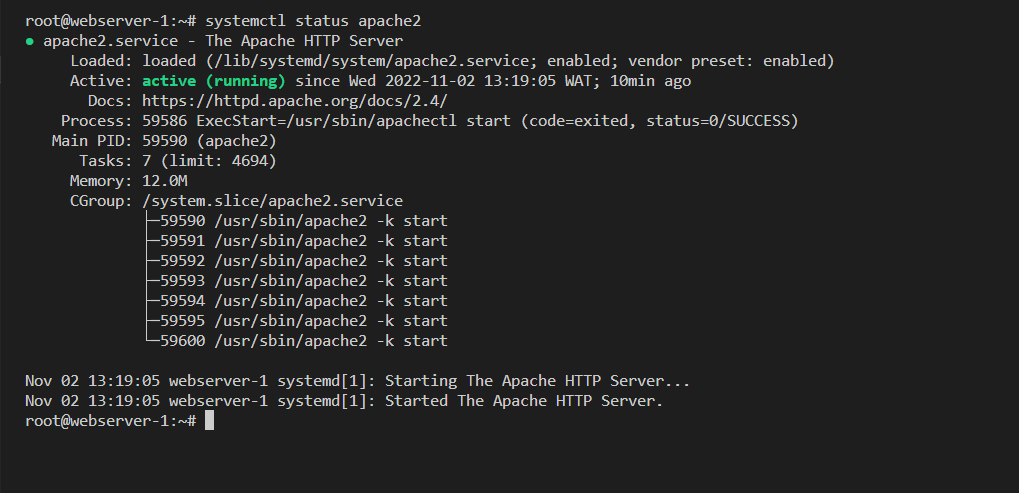 root@webserver-1:~# systemctl status apache2
● apache2.service - The Apache HTTP Server
     Loaded: loaded (/lib/systemd/system/apache2.service; enabled; vendor preset: enabled)
     Active: active (running) since Wed 2022-11-02 13:19:05 WAT; 10min ago
       Docs: https://httpd.apache.org/docs/2.4/
    Process: 59586 ExecStart=/usr/sbin/apachectl start (code=exited, status=0/SUCCESS)
   Main PID: 59590 (apache2)
      Tasks: 7 (limit: 4694)
     Memory: 12.0M
     CGroup: /system.slice/apache2.service
             ├─59590 /usr/sbin/apache2 -k start
             ├─59591 /usr/sbin/apache2 -k start
             ├─59592 /usr/sbin/apache2 -k start
             ├─59593 /usr/sbin/apache2 -k start
             ├─59594 /usr/sbin/apache2 -k start
             ├─59595 /usr/sbin/apache2 -k start
             └─59600 /usr/sbin/apache2 -k start

Nov 02 13:19:05 webserver-1 systemd[1]: Starting The Apache HTTP Server...
Nov 02 13:19:05 webserver-1 systemd[1]: Started The Apache HTTP Server.
root@webserver-1:~#